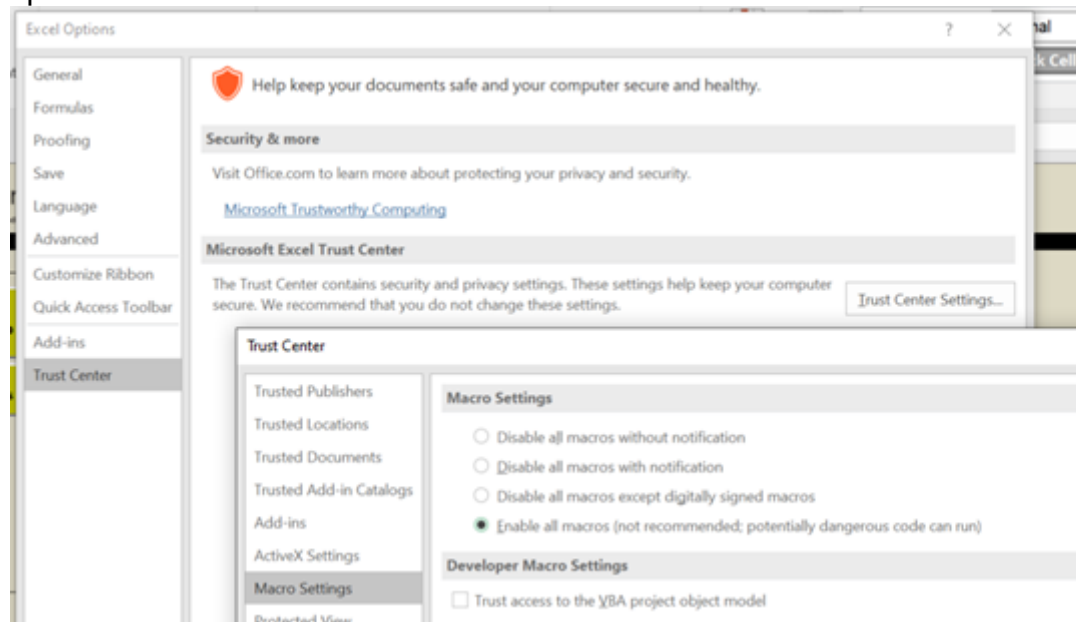 Excel Options
?
nal
k Cell
General
Formulas
Proofing
Save
Language
Advanced
Customize Ribbon
Quick Access Toolbar
Add-ins
Trust Center
Help keep your documents safe and your computer secure and healthy.
Security & more
Visit Office.com to learn more about protecting your privacy and security.
Microsoft Trustworthy Computing
Microsoft Excel Trust Center
The Trust Center contains security and privacy settings. These settings help keep your computer
secure. We recommend that you do not change these settings.
Trust Center Settings...
Trust Center
Trusted Publishers
Trusted Locations
Trusted Documents
Trusted Add-in Catalogs
Add-ins
ActiveX Settings
Macro Settings
Protected View
Macro Settings
Disable all macros without notification
Disable all macros with notification
Disable all macros except digitally signed macros
Enable all macros (not recommended; potentially dangerous code can run)
Developer Macro Settings
Trust access to the VBA project object model